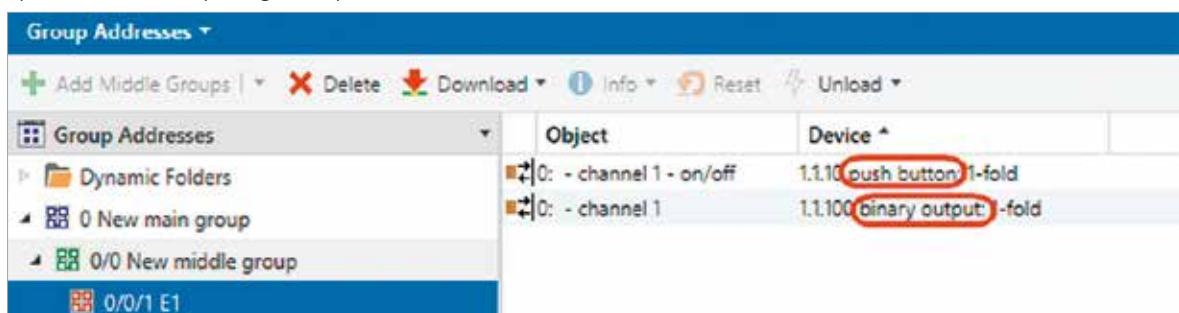 Group Addresses
Add Middle Groups Delete Download Info Reset Unload
Group Addresses Object Device
Dynamic Folders 0: - channel 1 - on/off 1.1.10 push button: 1-fold
0 New main group 0: - channel 1 1.1.100 binary output: 1-fold
0/0 New middle group
0/0/1 E1